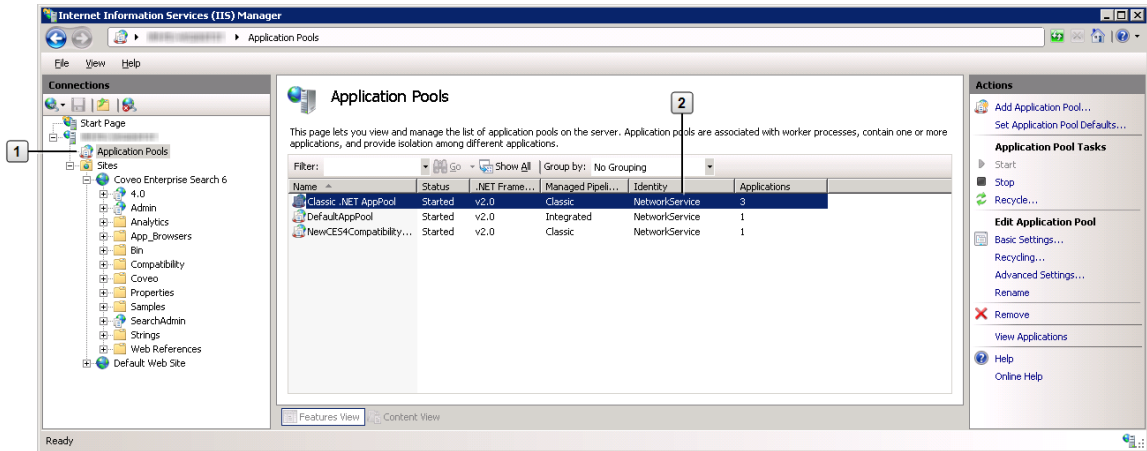 Internet Information Services (IIS) Manager
Application Pools
File View Help
Connections
Start Page
1
Application Pools
Sites
Coveo Enterprise Search 6
4.0
Admin
Analytics
App_Browsers
Bin
Compatibility
Coveo
Properties
Samples
SearchAdmin
Strings
Web References
Default Web Site
Application Pools
2
This page lets you view and manage the list of application pools on the server. Application pools are associated with worker processes, contain one or more
applications, and provide isolation among different applications.
Filter: Go Show All Group by: No Grouping
Name Status .NET Frame... Managed Pipeli... Identity Applications
Classic .NET AppPool Started v2.0 Classic NetworkService 3
DefaultAppPool Started v2.0 Integrated NetworkService 1
NewCES4Compatibility... Started v2.0 Classic NetworkService 1
Features View Content View
Actions
Add Application Pool...
Set Application Pool Defaults...
Application Pool Tasks
Start
Stop
Recycle...
Edit Application Pool
Basic Settings...
Recycling...
Advanced Settings...
Rename
Remove
View Applications
Help
Online Help
Ready